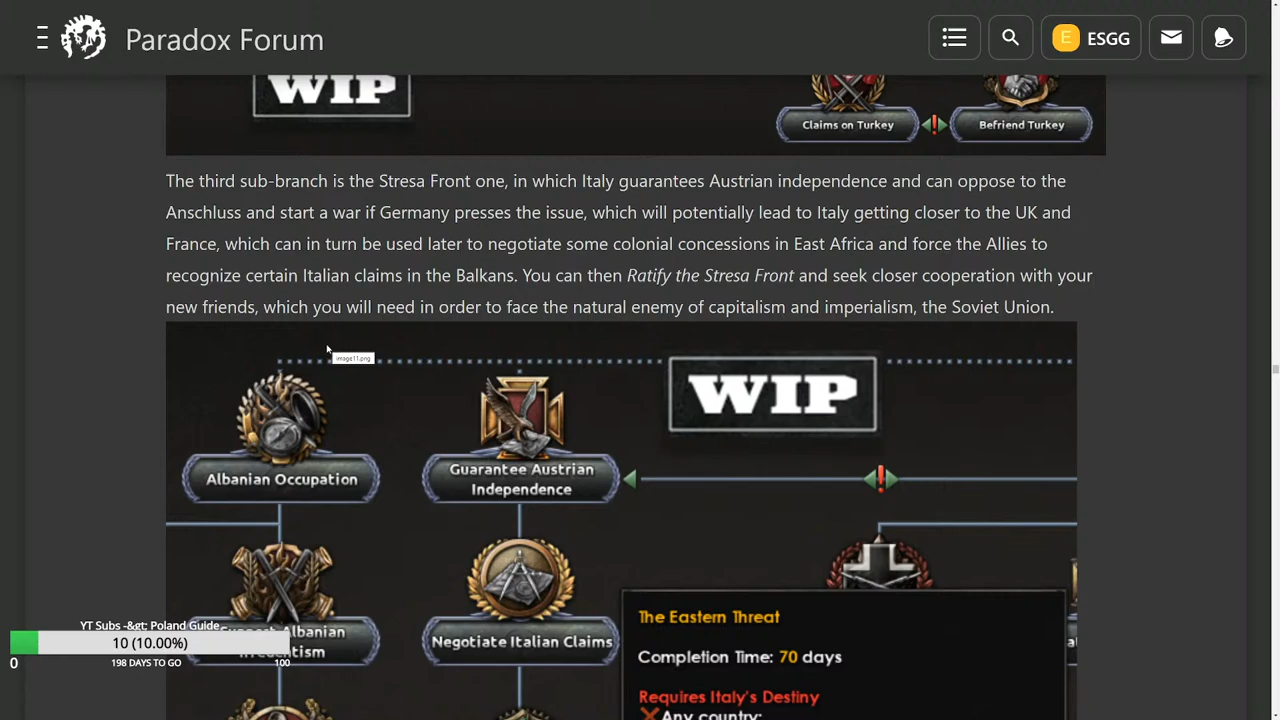 Paradox Forum
E ESGG
WIP
Claims on Turkey
Befriend Turkey
The third sub-branch is the Stresa Front one, in which Italy guarantees Austrian independence and can oppose to the
Anschluss and start a war if Germany presses the issue, which will potentially lead to Italy getting closer to the UK and
France, which can in turn be used later to negotiate some colonial concessions in East Africa and force the Allies to
recognize certain Italian claims in the Balkans. You can then Ratify the Stresa Front and seek closer cooperation with your
new friends, which you will need in order to face the natural enemy of capitalism and imperialism, the Soviet Union.
image11.png
WIP
Albanian Occupation
Guarantee Austrian
Independence
Negotiate Italian Claims
The Eastern Threat
Completion Time: 70 days
Requires Italy's Destiny
Any country:
YT Subs -&gt; Poland Guide
10 (10.00%)
0
198 DAYS TO GO
100
Albanian